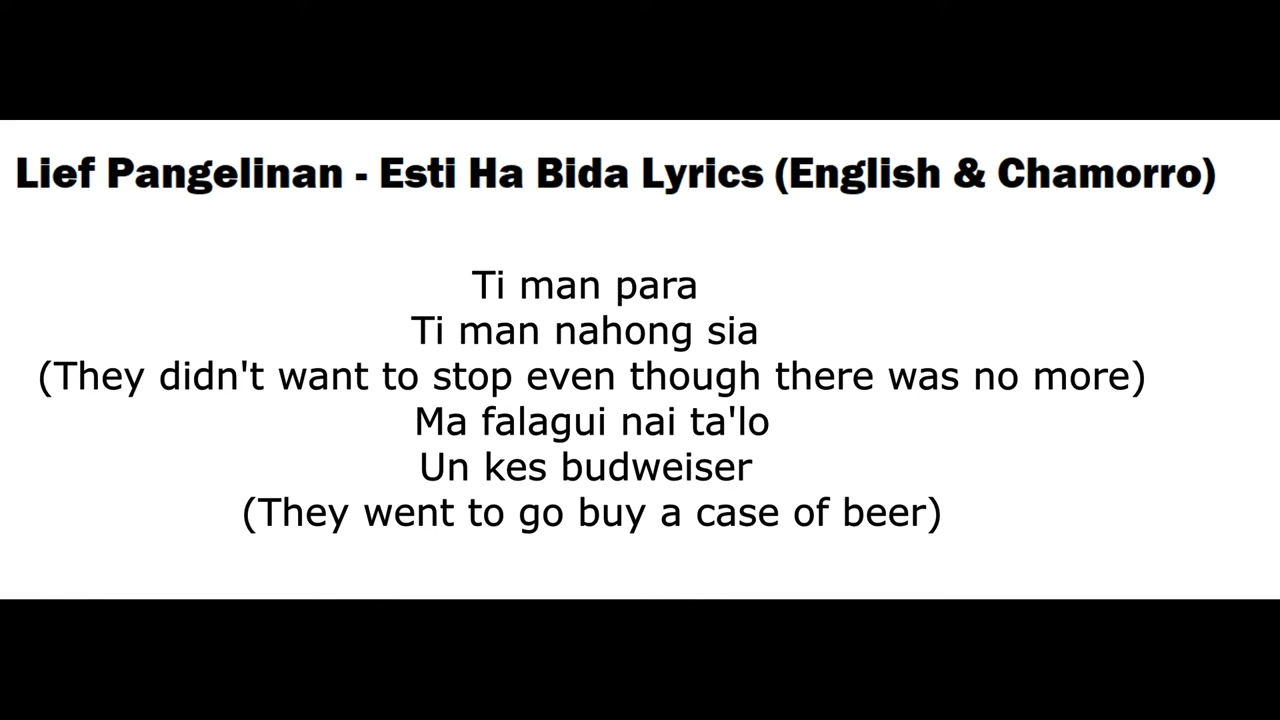 Lief Pangelinan - Esti Ha Bida Lyrics (English & Chamorro)
Ti man para
Ti man nahong sia
(They didn't want to stop even though there was no more)
Ma falagui nai ta'lo
Un kes budweiser
(They went to go buy a case of beer)